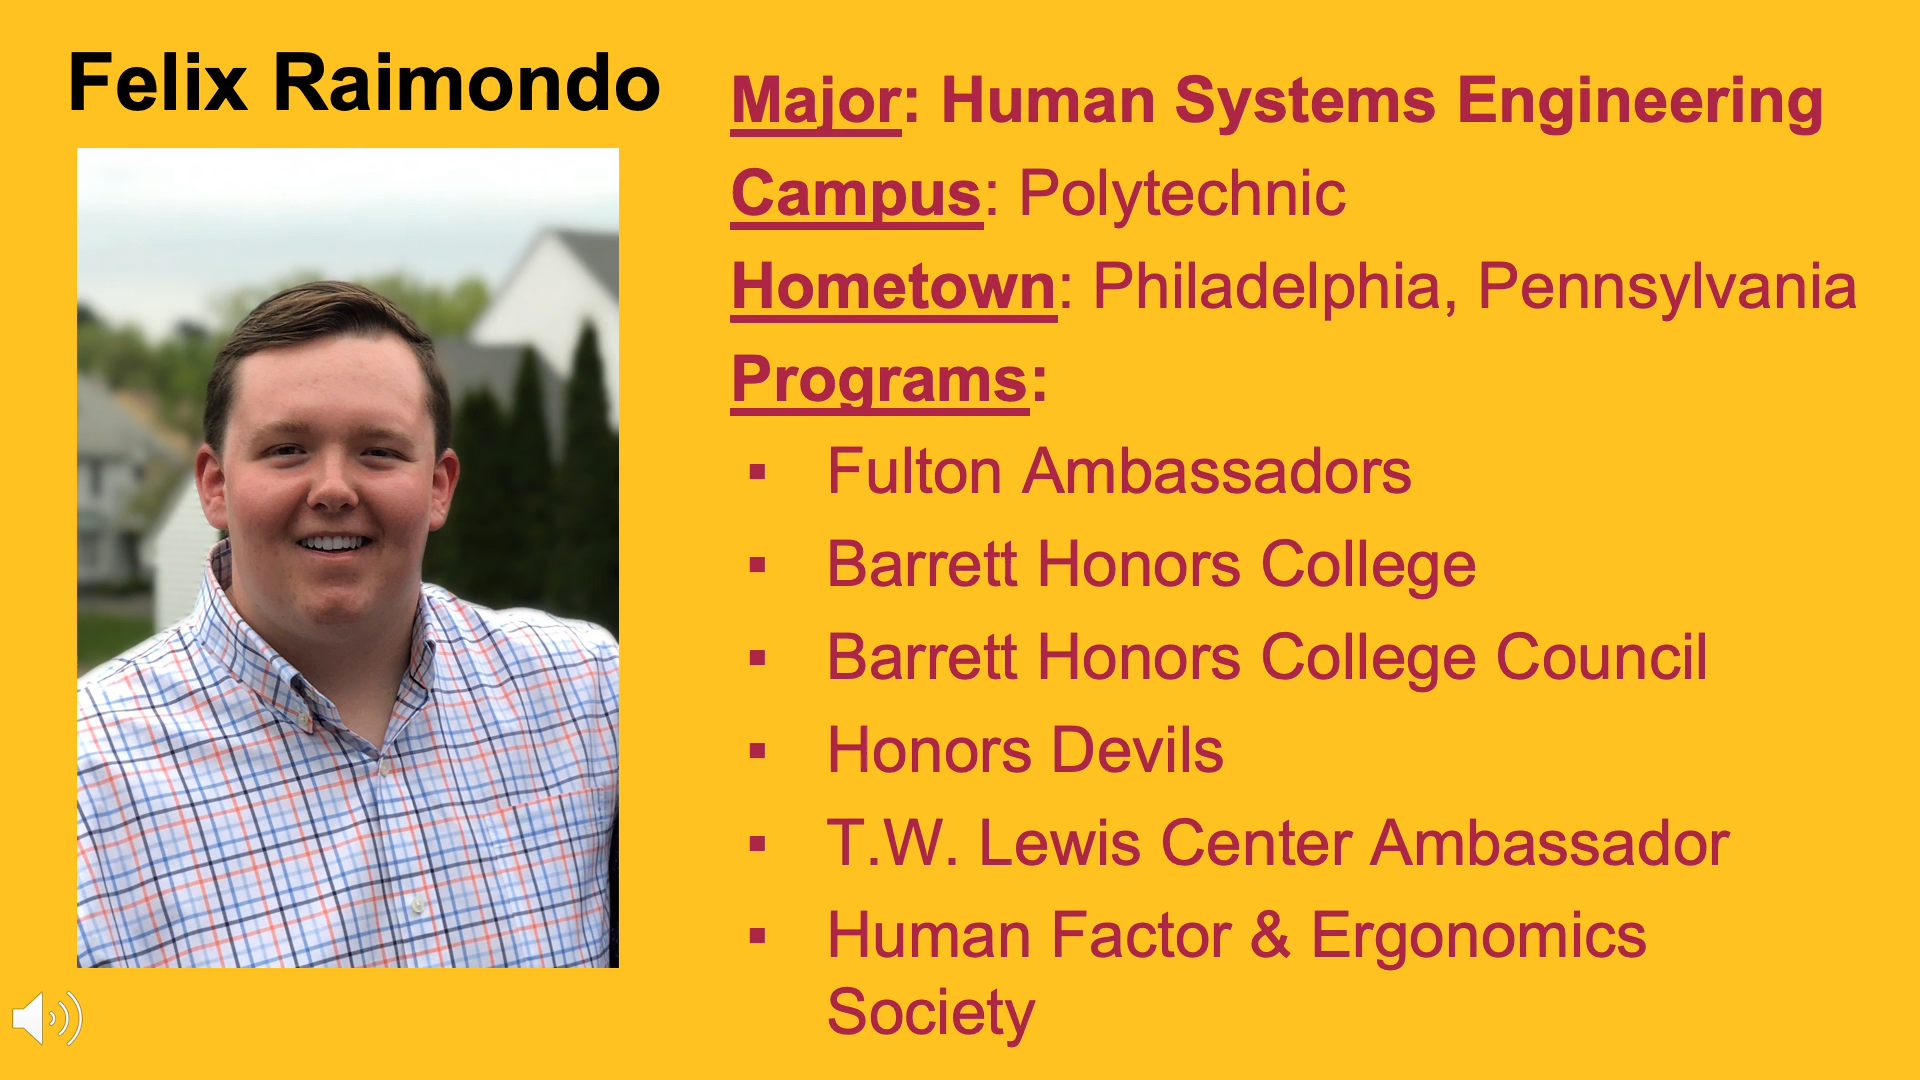 Felix Raimondo
Major: Human Systems Engineering
Campus: Polytechnic
Hometown: Philadelphia, Pennsylvania
Programs:
▪ Fulton Ambassadors
▪ Barrett Honors College
▪ Barrett Honors College Council
▪ Honors Devils
▪ T.W. Lewis Center Ambassador
▪ Human Factor & Ergonomics
Society